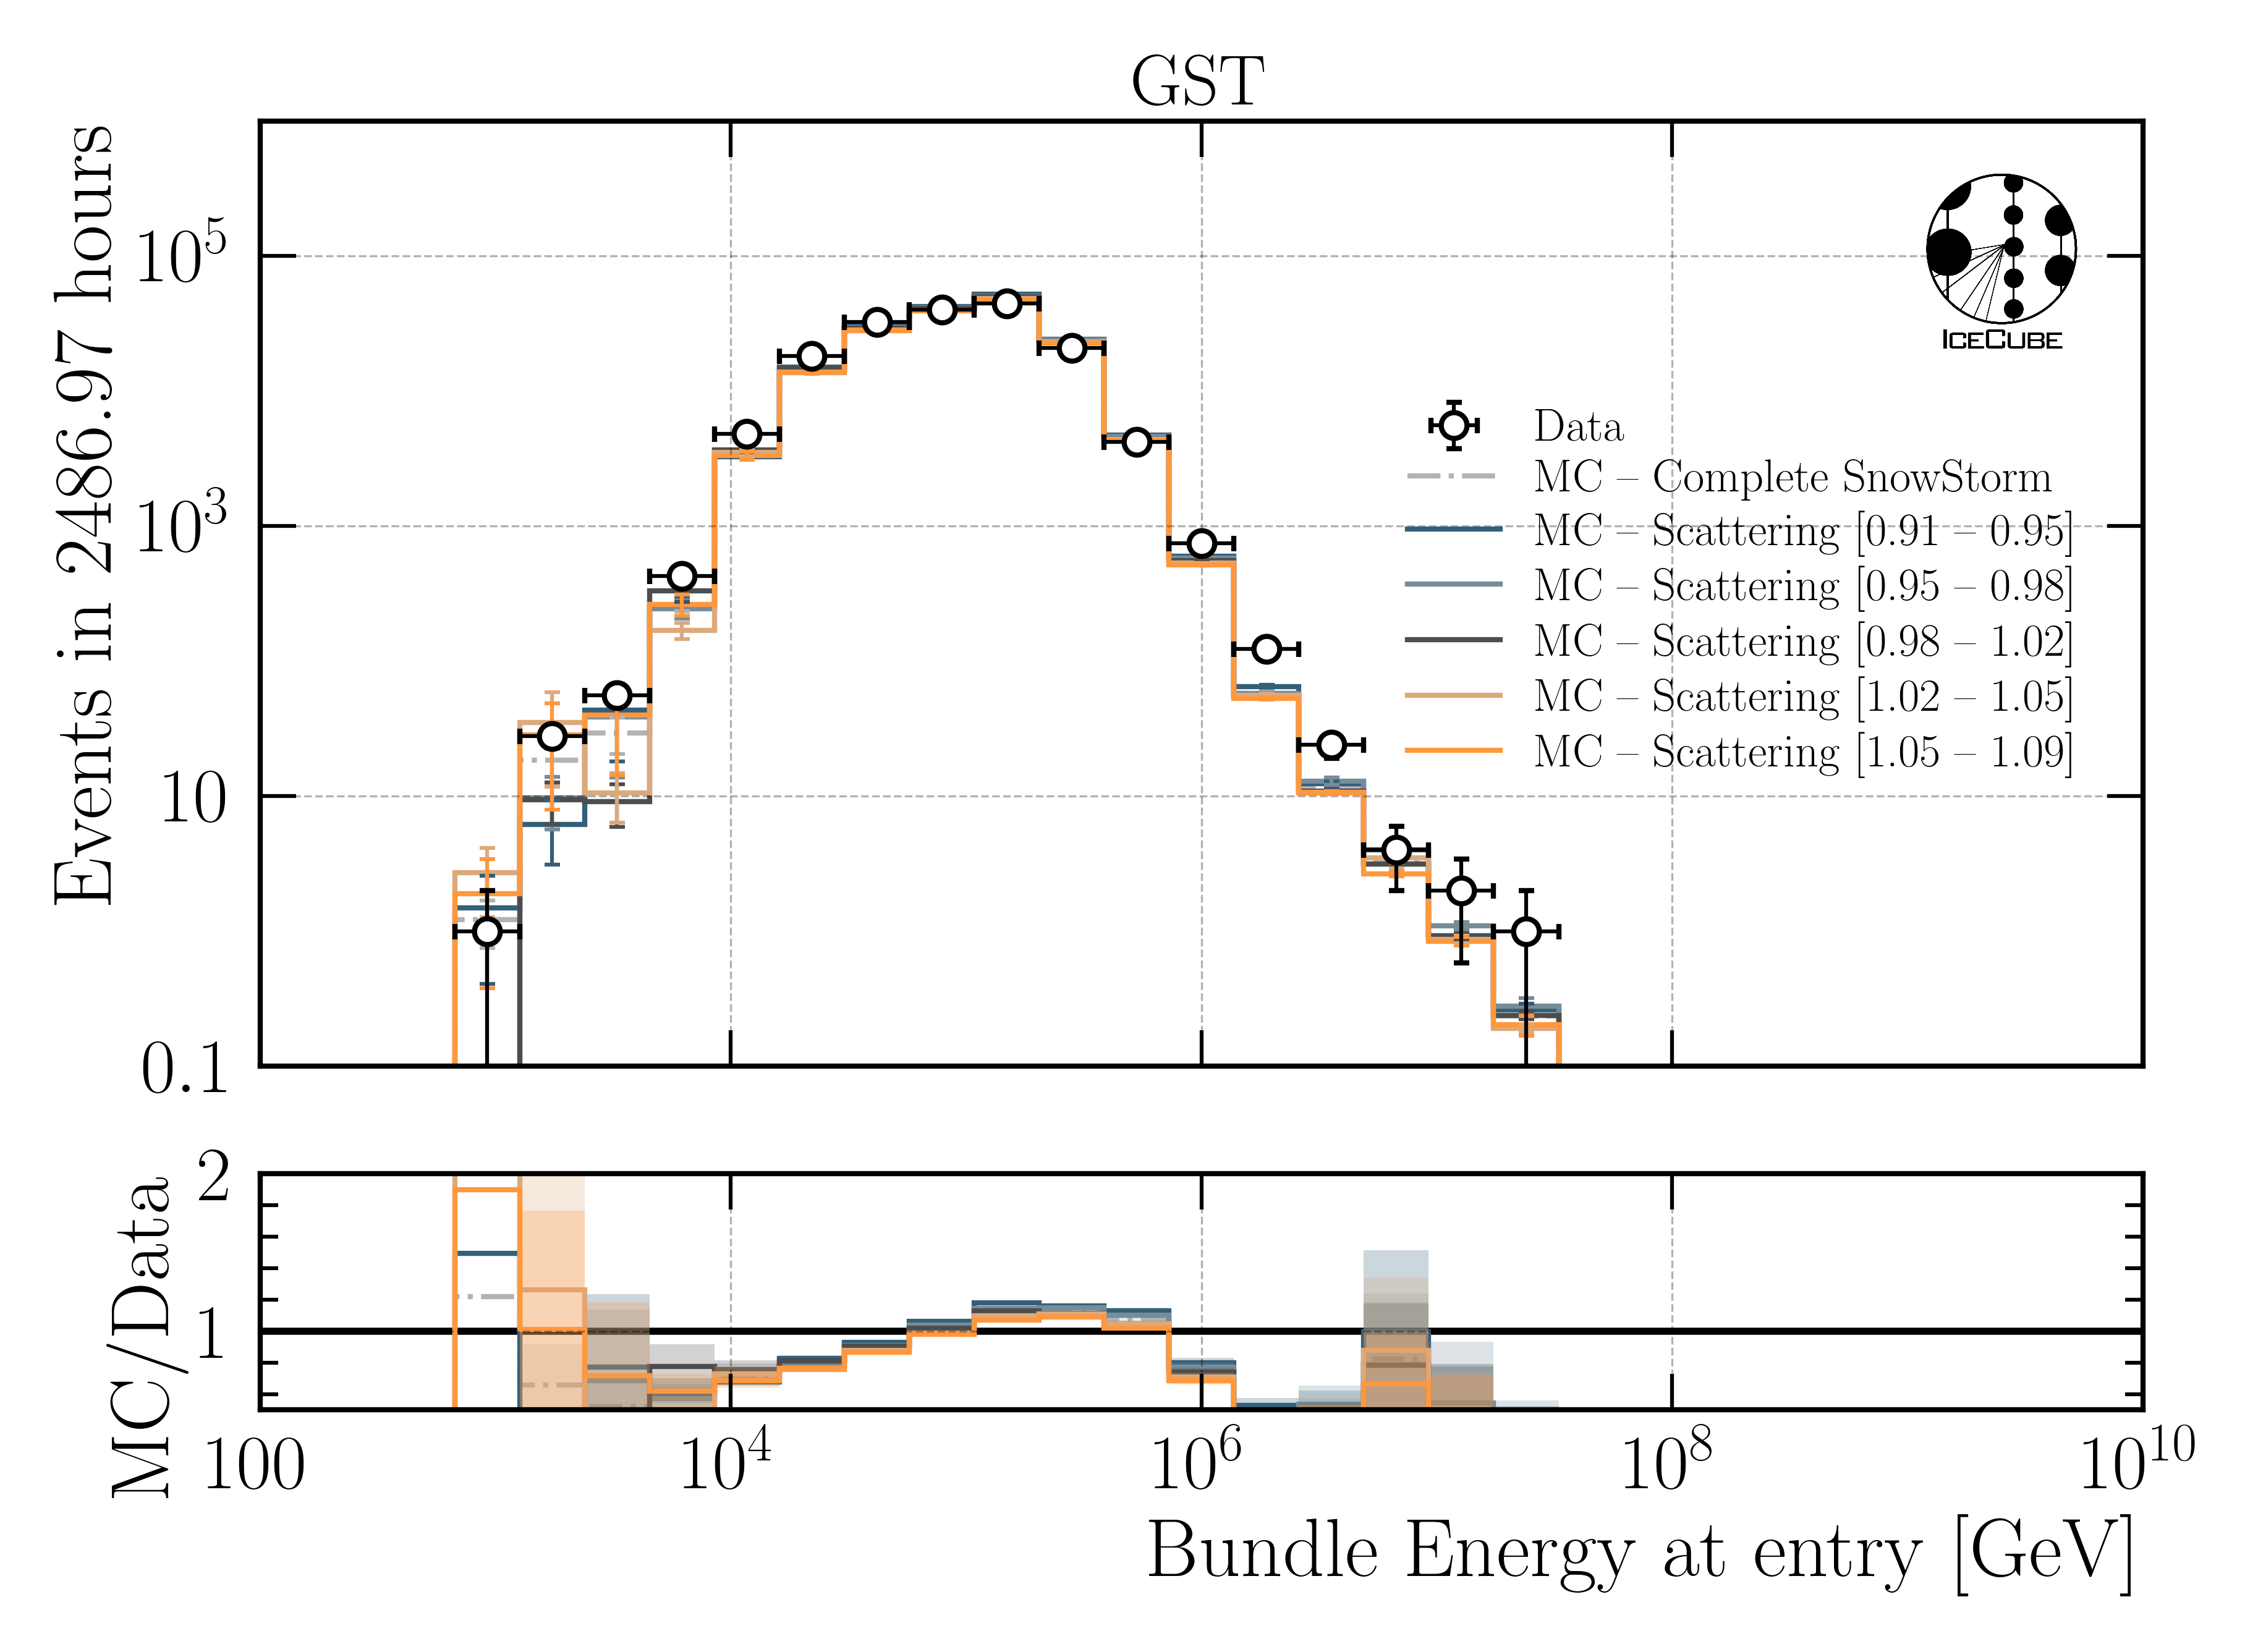 GST
Events in 2486.97 hours
10^5
10^3
10
0.1
ICECUBE
Data
MC – Complete SnowStorm
MC – Scattering [0.91 – 0.95]
MC – Scattering [0.95 – 0.98]
MC – Scattering [0.98 – 1.02]
MC – Scattering [1.02 – 1.05]
MC – Scattering [1.05 – 1.09]
MC/Data
2
1
100 10^4 10^6 10^8 10^10
Bundle Energy at entry [GeV]